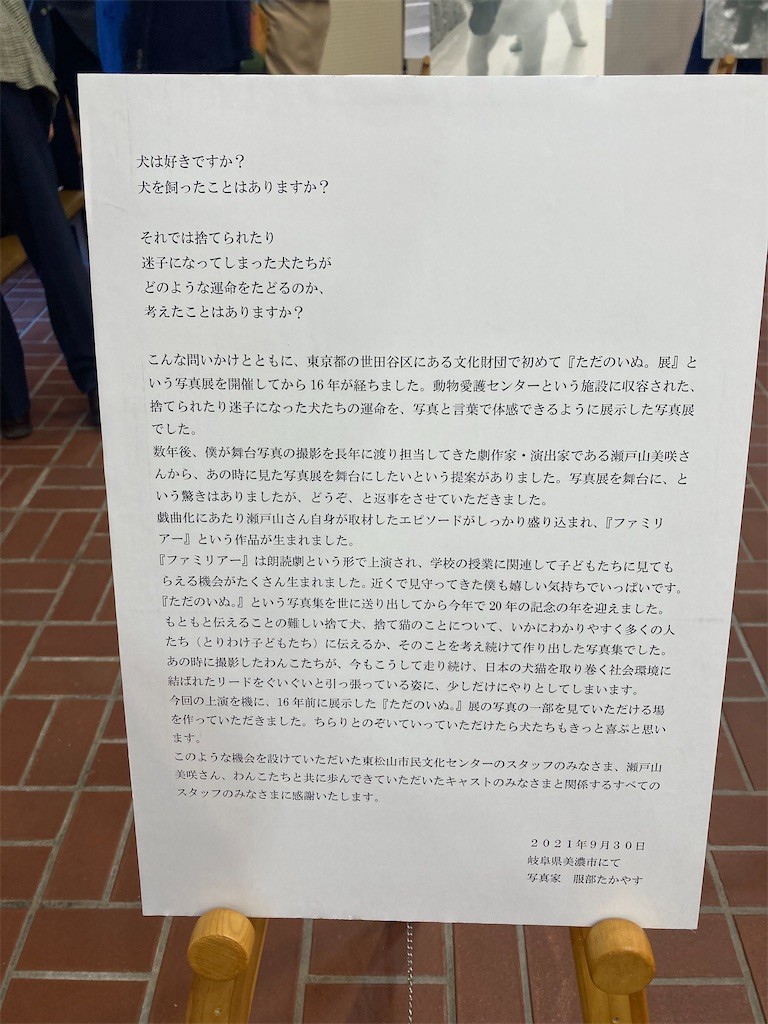 犬は好きですか？
犬を飼ったことはありますか？
それでは捨てられたり
迷子になってしまった犬たちが
どのような運命をたどるのか、
考えたことはありますか？
こんな問いかけとともに、東京都の世田谷区にある文化財団で初めて『ただのいぬ。展』と
いう写真展を開催してから16年が経ちました。動物愛護センターという施設に収容された、
捨てられたり迷子になった犬たちの運命を、写真と言葉で体感できるように展示した写真展
でした。
数年後、僕が舞台写真の撮影を長年に渡り担当してきた劇作家・演出家である瀬戸山美咲さ
んから、あの時に見た写真展を舞台にしたいという提案がありました。写真展を舞台に、と
いう驚きはありましたが、どうぞ、と返事をさせていただきました。
戯曲化にあたり瀬戸山さん自身が取材したエピソードがしっかり盛り込まれ、『ファミリ
アー』という作品が生まれました。
『ファミリアー』は朗読劇という形で上演され、学校の授業に関連して子どもたちに見ても
らえる機会がたくさん生まれました。近くで見守ってきた僕も嬉しい気持ちでいっぱいです。
『ただのいぬ。』という写真集を世に送り出してから今年で20年の記念の年を迎えました。
もともと伝えることの難しい捨て犬、捨て猫のことについて、いかにわかりやすく多くの人
たち（とりわけ子どもたち）に伝えるか、そのことを考え続けて作り出した写真集でした。
あの時に撮影したわんこたちが、今もこうして走り続け、日本の犬猫を取り巻く社会環境に
結ばれたリードをぐいぐいと引っ張っている姿に、少しだけにやりとしてしまいます。
今回の上演を機に、16年前に展示した『ただのいぬ。』展の写真の一部を見ていただける場
を作っていただきました。ちらりとのぞいていっていただけたら犬たちもきっと喜ぶと思い
ます。
このような機会を設けていただいた東松山市民文化センターのスタッフのみなさま、瀬戸山
美咲さん、わんこたちと共に歩んできていただいたキャストのみなさまと関係するすべての
スタッフのみなさまに感謝いたします。
２０２１年９月３０日
岐阜県美濃市にて
写真家　服部たかやす